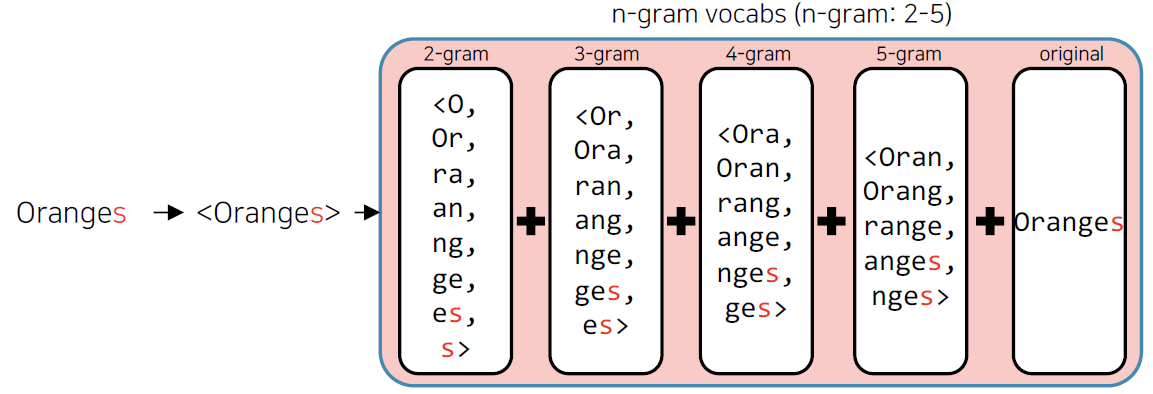 n-gram vocabs (n-gram: 2-5)
2-gram
<O,
Or,
ra,
an,
ng,
ge,
es,
s>
3-gram
<Or,
Ora,
ran,
ang,
nge,
ges,
es>
4-gram
<Ora,
Oran,
rang,
ange,
nges,
ges>
5-gram
<Oran,
Orang,
range,
anges,
nges>
original
Oranges
Oranges
<Oranges>